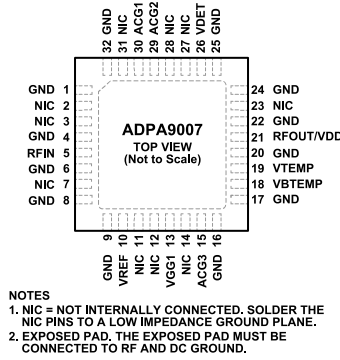 32 GND
31 NIC
30 ACG1
29 ACG2
28 NIC
27 NIC
26 VDET
25 GND
GND 1
NIC 2
NIC 3
GND 4
RFIN 5
GND 6
NIC 7
GND 8
ADPA9007
TOP VIEW
(Not to Scale)
24 GND
23 NIC
22 GND
21 RFOUT/VDD
20 GND
19 VTEMP
18 VBTEMP
17 GND
GND 9
VREF 10
NIC 11
NIC 12
VGG1 13
NIC 14
ACG3 15
GND 16
NOTES
1. NIC = NOT INTERNALLY CONNECTED. SOLDER THE
NIC PINS TO A LOW IMPEDANCE GROUND PLANE.
2. EXPOSED PAD. THE EXPOSED PAD MUST BE
CONNECTED TO RF AND DC GROUND.